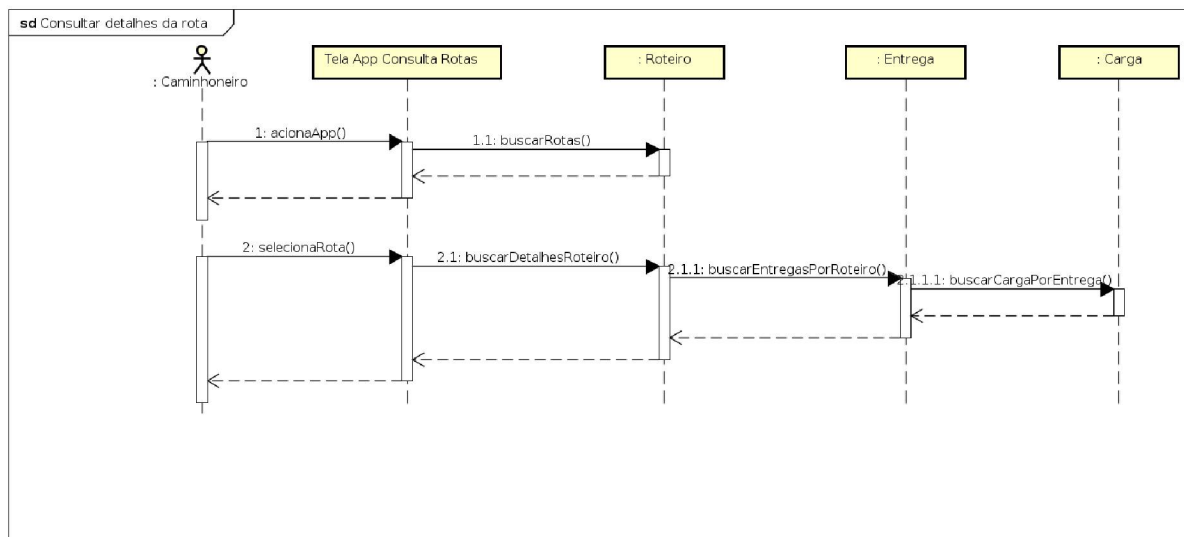 sd Consultar detalhes da rota
: Caminhoneiro
Tela App Consulta Rotas
: Roteiro
: Entrega
: Carga
1: acionaApp()
1.1: buscarRotas()
2: selecionaRota()
2.1: buscarDetalhesRoteiro()
2.1.1: buscarEntregasPorRoteiro()
2.1.1.1: buscarCargaPorEntrega()